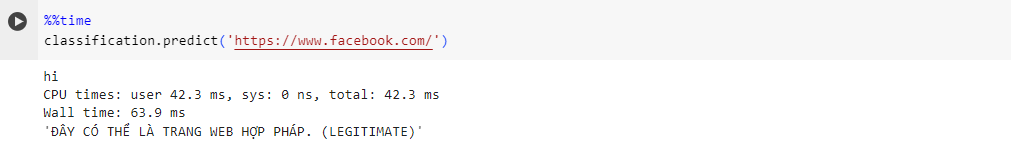 %%time
classification.predict('https://www.facebook.com/')
hi
CPU times: user 42.3 ms, sys: 0 ns, total: 42.3 ms
Wall time: 63.9 ms
'ĐÂY CÓ THỂ LÀ TRANG WEB HỢP PHÁP. (LEGITIMATE)'